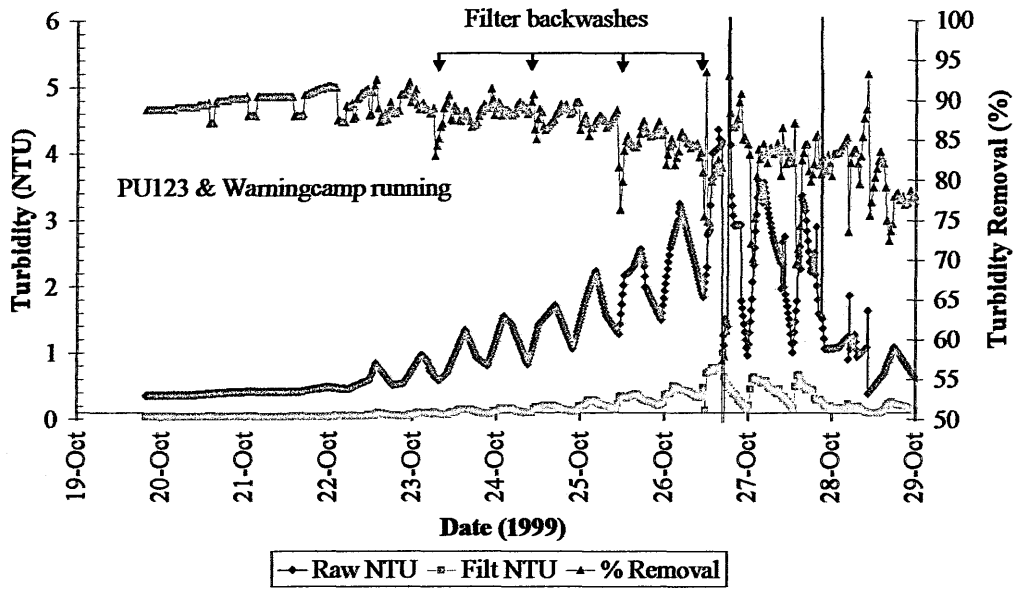 Filter backwashes
6
5
4
3
2
1
0
Turbidity (NTU)
100
95
90
85
80
75
70
65
60
55
50
Turbidity Removal (%)
PU123 & Warningcamp running
19-Oct
20-Oct
21-Oct
22-Oct
23-Oct
24-Oct
25-Oct
26-Oct
27-Oct
28-Oct
29-Oct
Date (1999)
Raw NTU Filt NTU % Removal